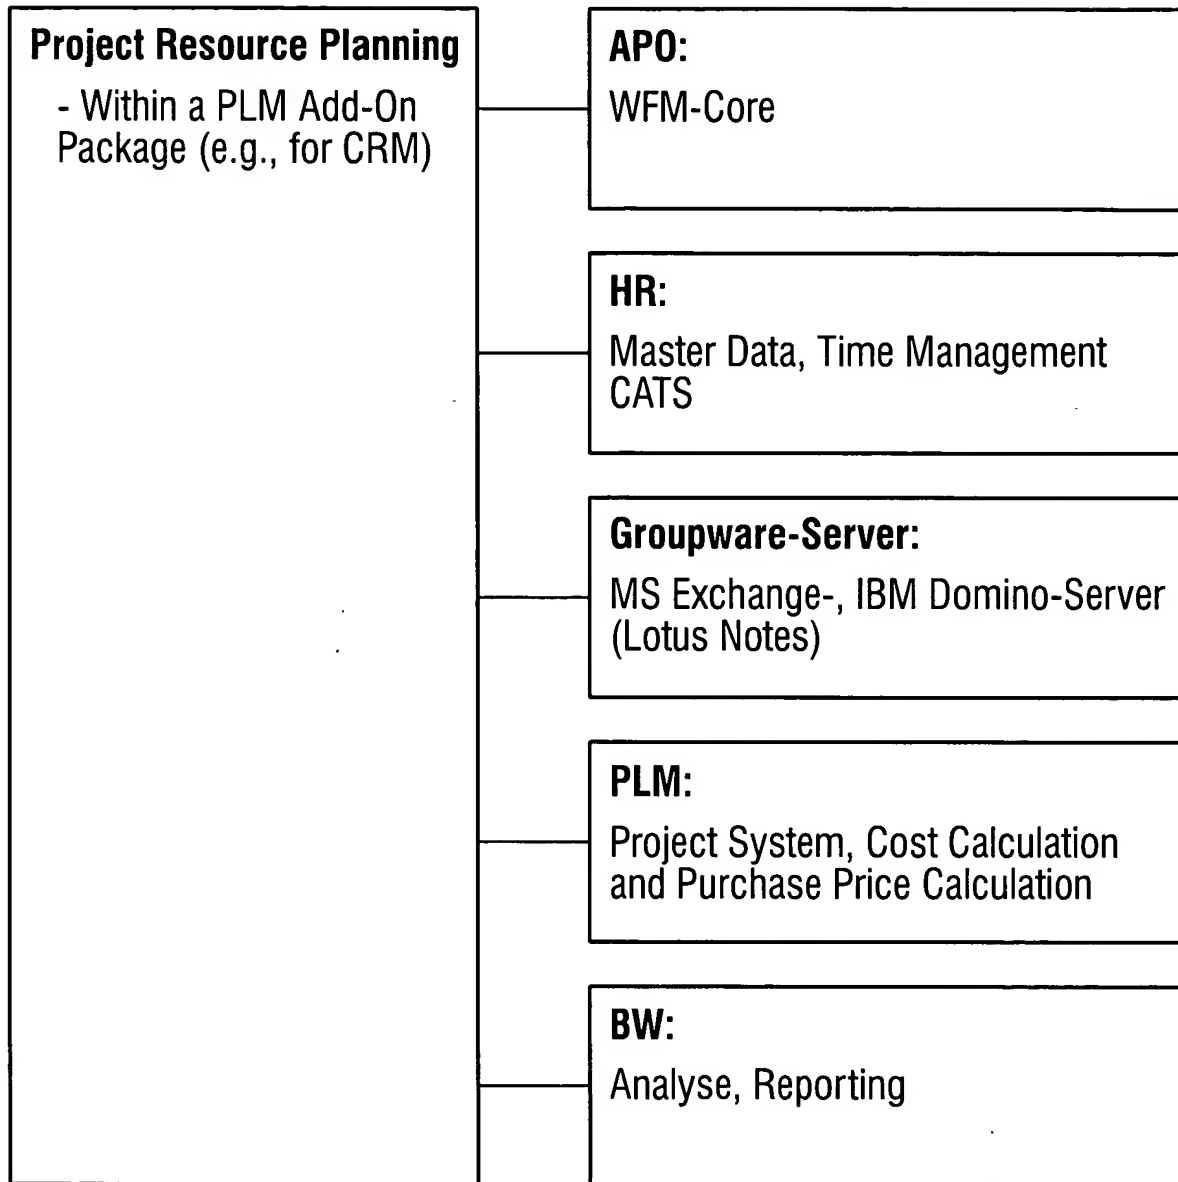 Project Resource Planning
- Within a PLM Add-On
Package (e.g., for CRM)
APO:
WFM-Core
HR:
Master Data, Time Management
CATS
Groupware-Server:
MS Exchange-, IBM Domino-Server
(Lotus Notes)
PLM:
Project System, Cost Calculation
and Purchase Price Calculation
BW:
Analyse, Reporting